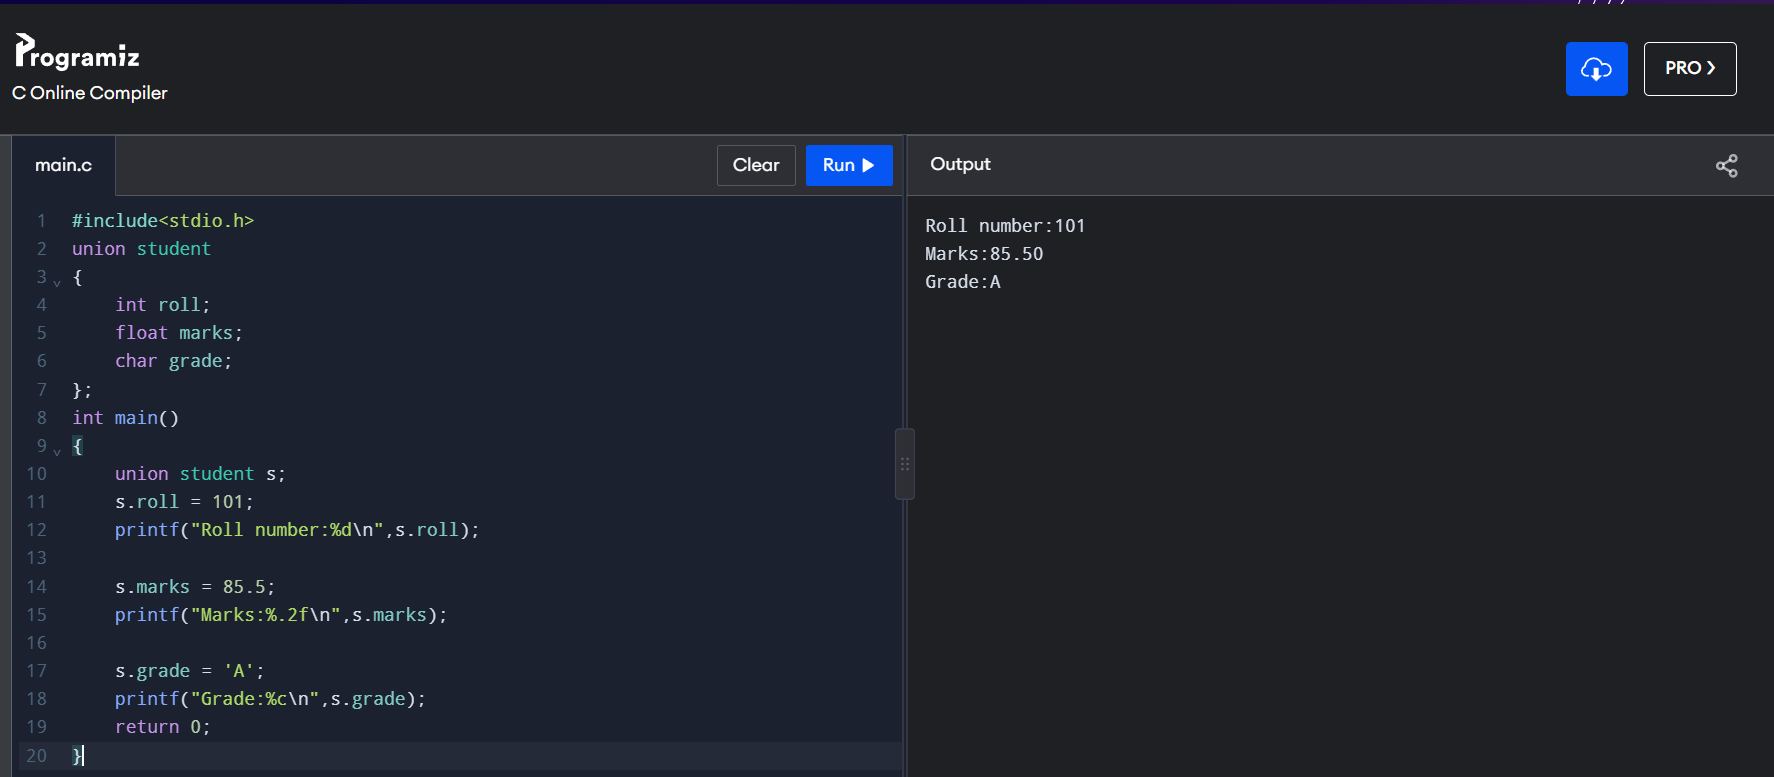 Programiz
C Online Compiler
PRO
main.c
Clear
Run
Output
1 #include<stdio.h>
2 union student
3 {
4     int roll;
5     float marks;
6     char grade;
7 };
8 int main()
9 {
10     union student s;
11     s.roll = 101;
12     printf("Roll number:%d\n",s.roll);
13
14     s.marks = 85.5;
15     printf("Marks:%.2f\n",s.marks);
16
17     s.grade = 'A';
18     printf("Grade:%c\n",s.grade);
19     return 0;
20 }
Roll number:101
Marks:85.50
Grade:A